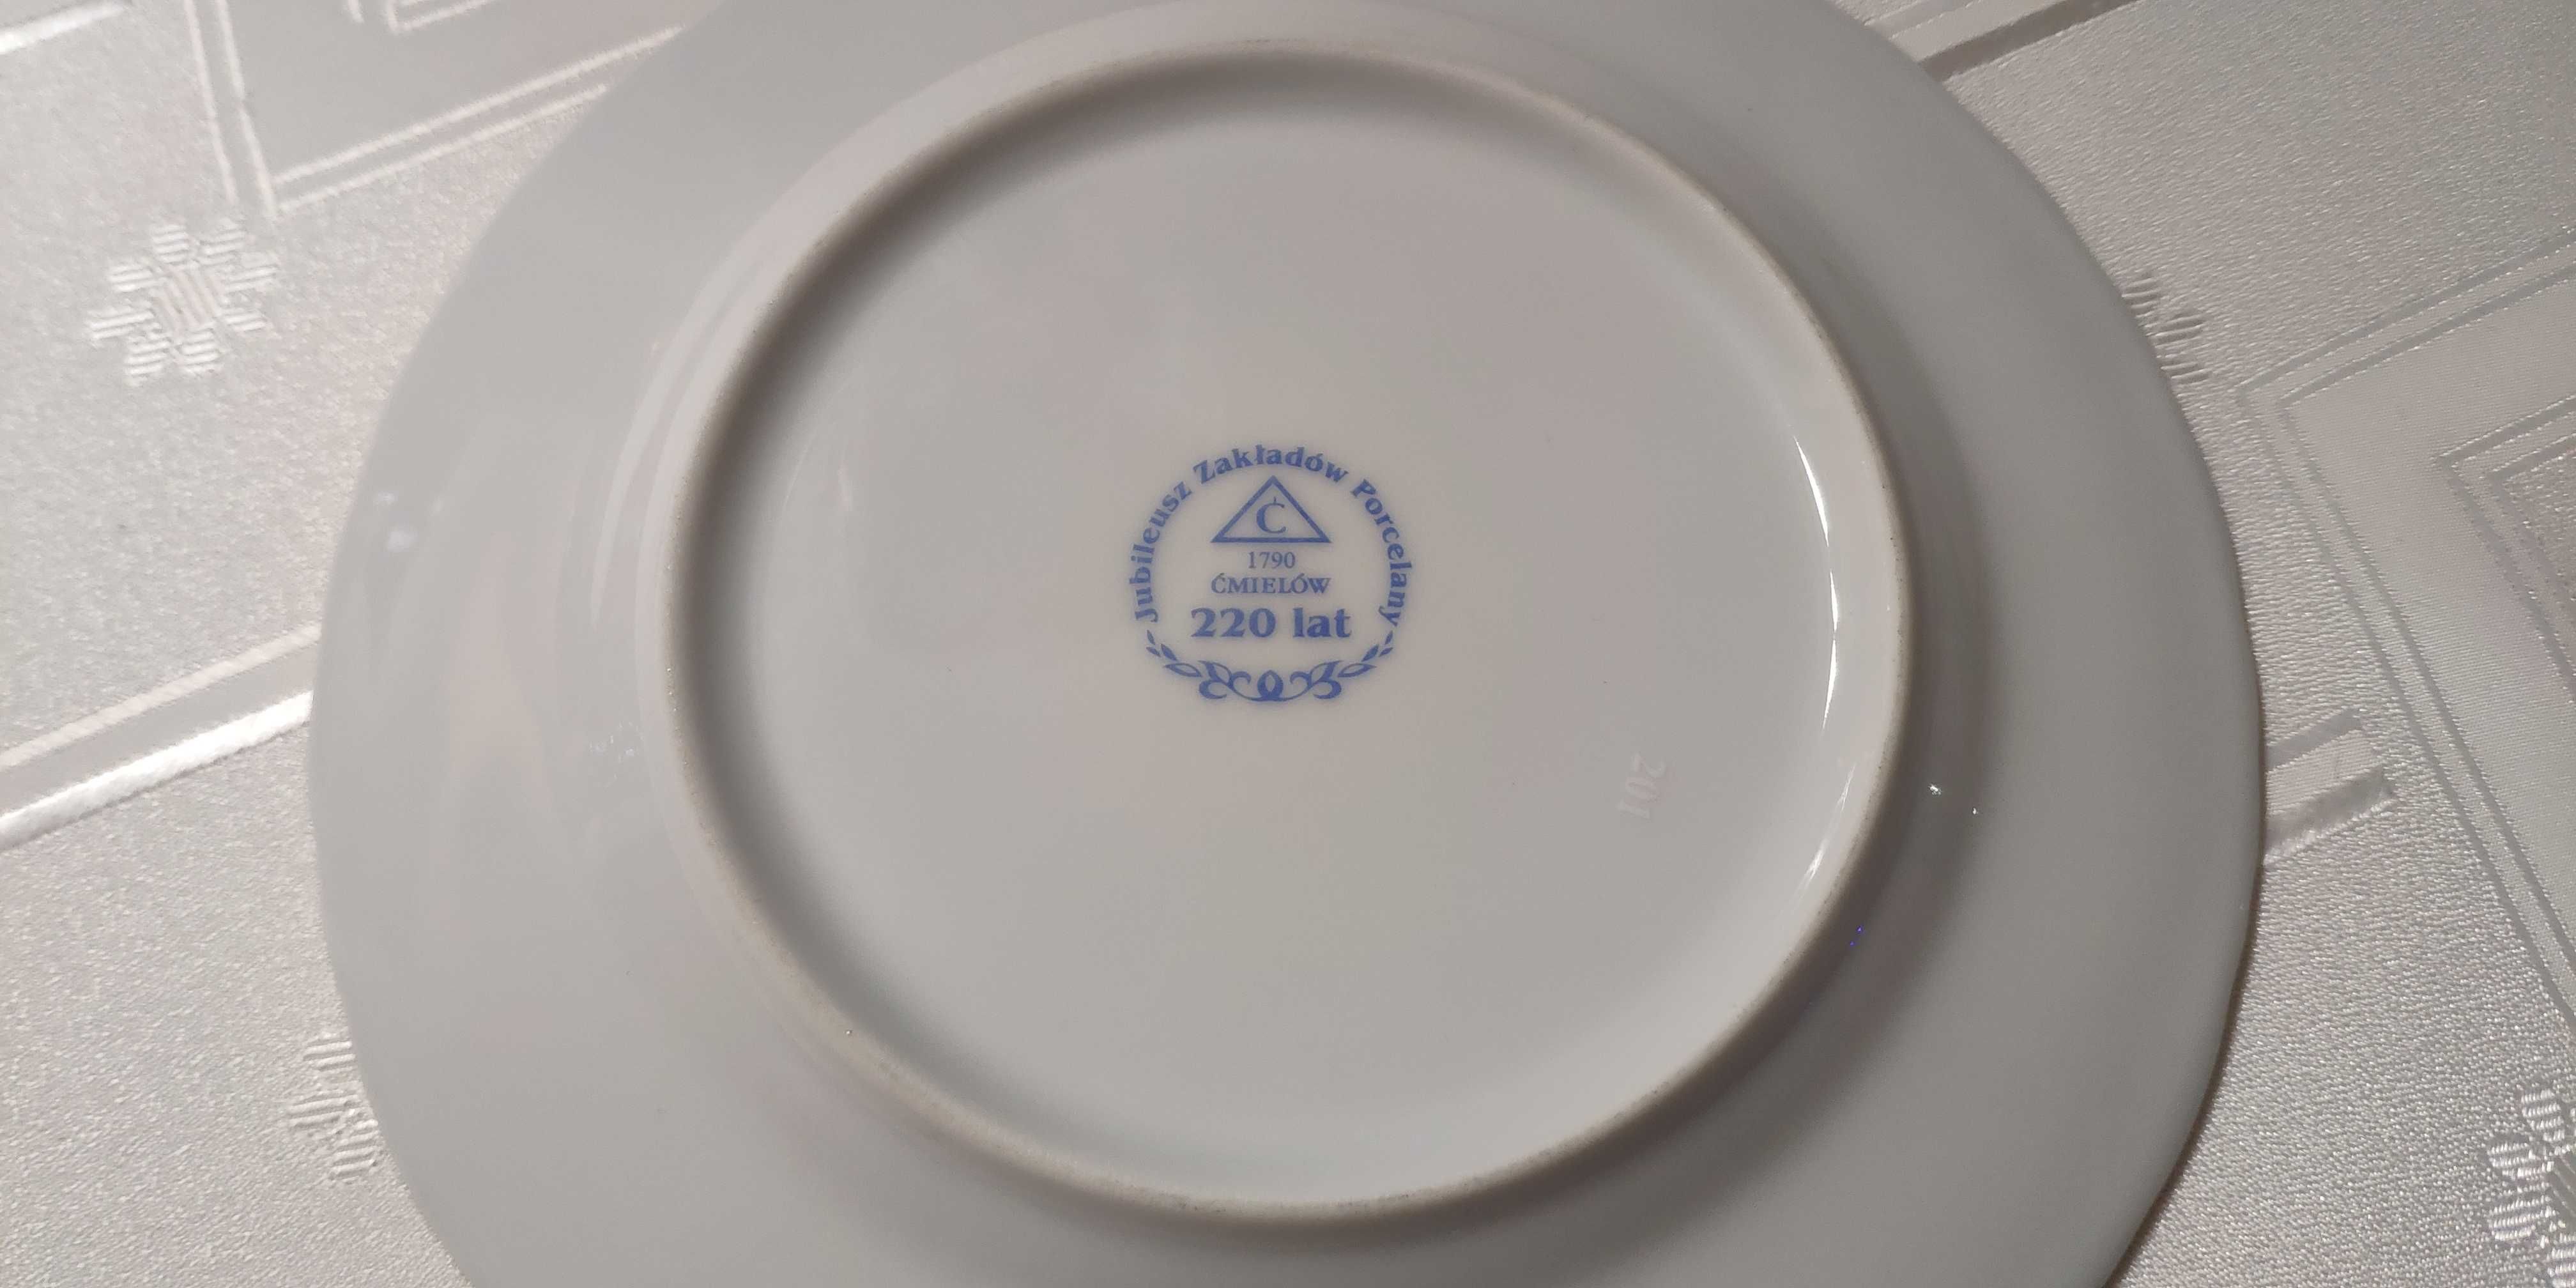 Jubileusz Zakładów Porcelany
Ć
1790
ĆMIELÓW
220 lat
201